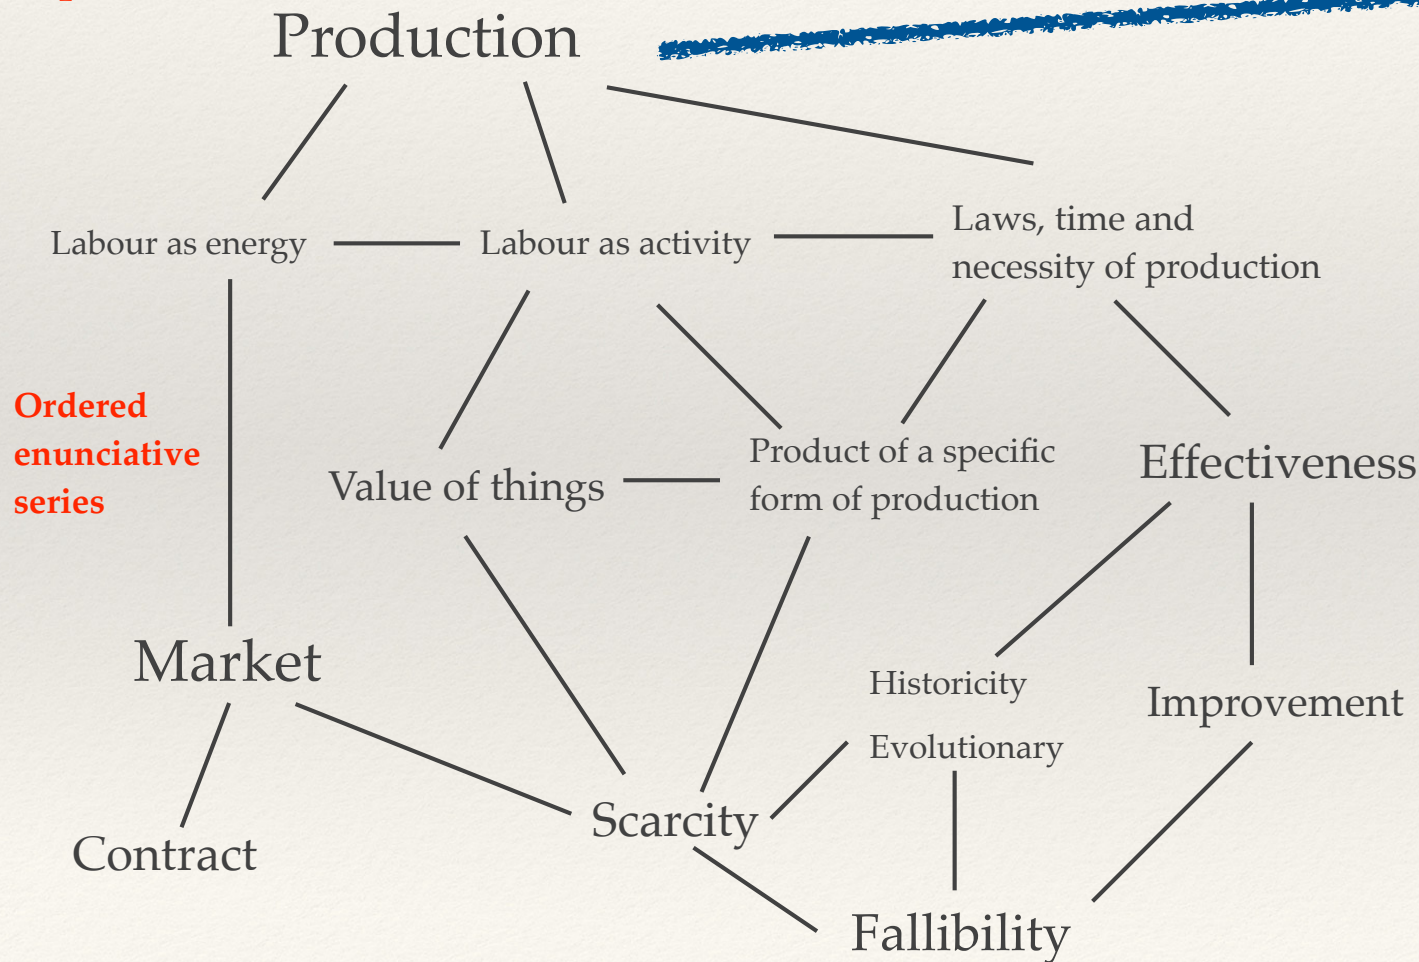 Production
Labour as energy
Labour as activity
Laws, time and
necessity of production
Ordered
enunciative
series
Value of things
Product of a specific
form of production
Effectiveness
Market
Historicity
Evolutionary
Improvement
Scarcity
Contract
Fallibility